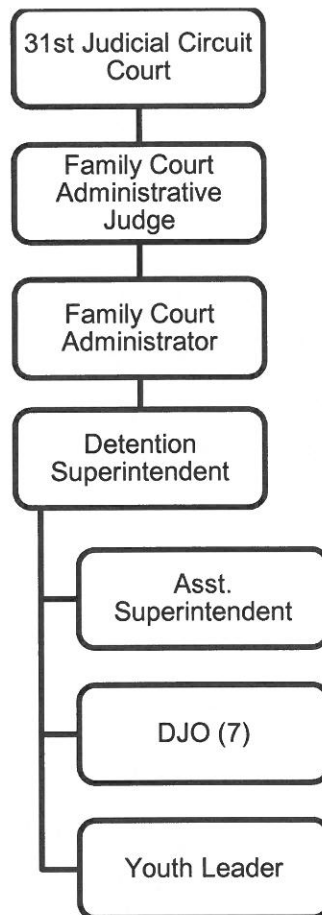 31st Judicial Circuit
Court
Family Court
Administrative
Judge
Family Court
Administrator
Detention
Superintendent
Asst.
Superintendent
DJO (7)
Youth Leader